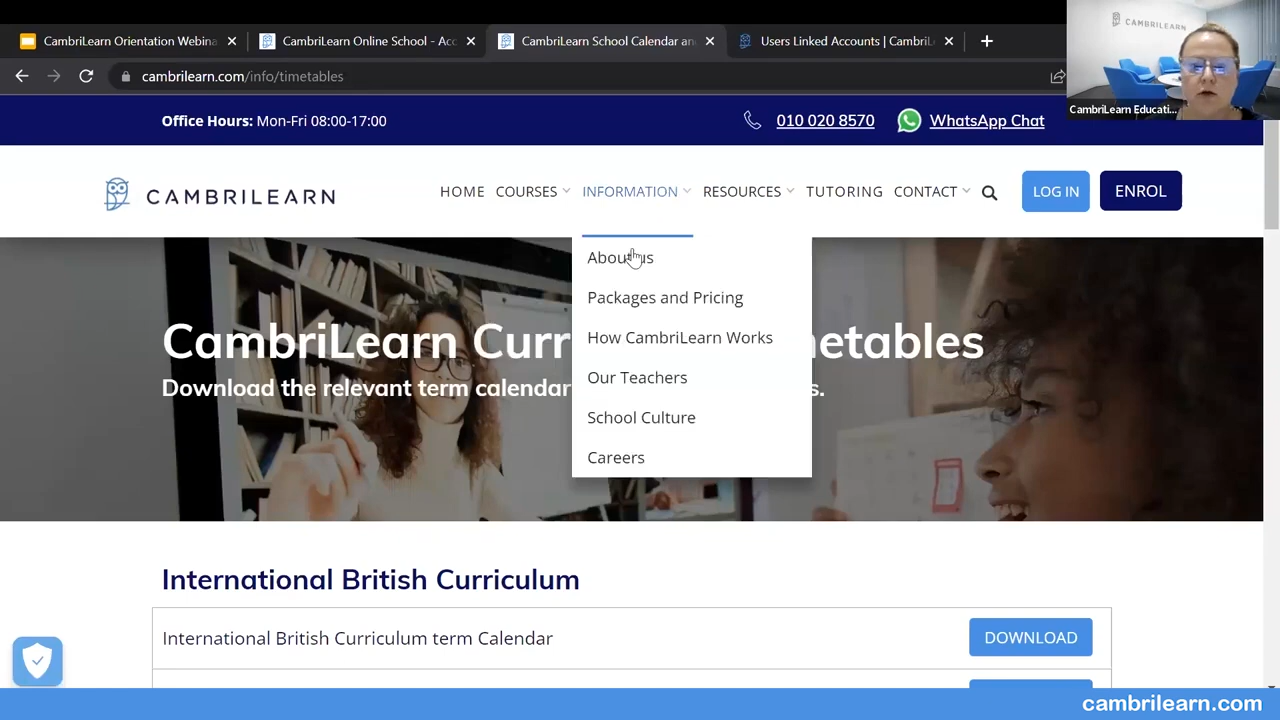 CambriLearn Orientation Webina
CambriLearn Online School - Acc
CambriLearn School Calendar an
Users Linked Accounts | CambriL
cambrilearn.com/info/timetables
CAMBRILEARN
CambriLearn Educati...
Office Hours: Mon-Fri 08:00-17:00
010 020 8570
WhatsApp Chat
CAMBRILEARN
HOME
COURSES
INFORMATION
RESOURCES
TUTORING
CONTACT
LOG IN
ENROL
About us
Packages and Pricing
How CambriLearn Works
Our Teachers
School Culture
Careers
CambriLearn Curr metables
Download the relevant term calendar s.
International British Curriculum
International British Curriculum term Calendar
DOWNLOAD
cambrilearn.com